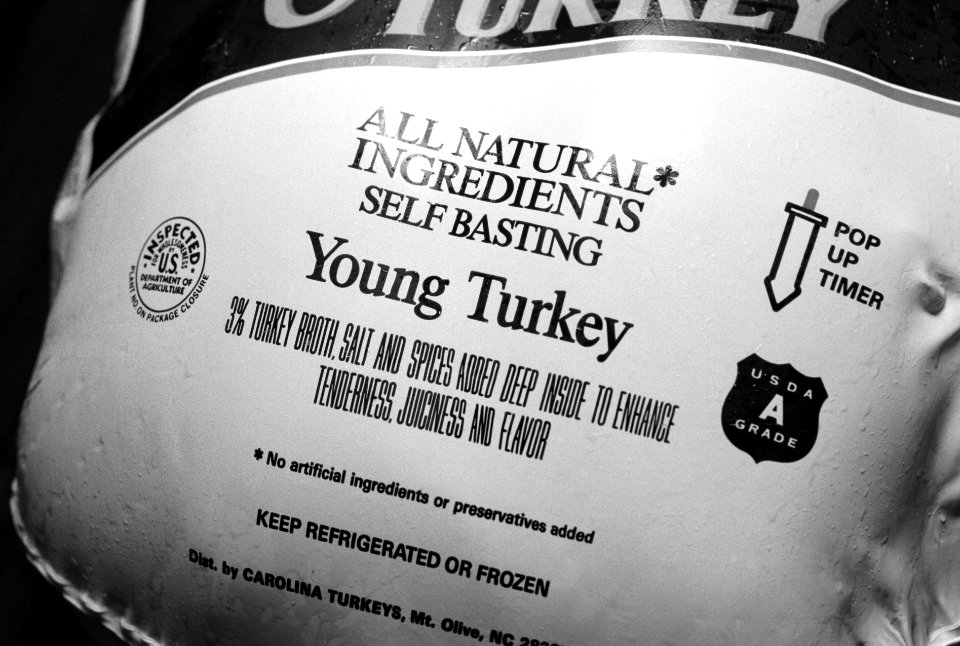 TURKEY
ALL NATURAL*
INGREDIENTS
SELF BASTING
Young Turkey
3% TURKEY BROTH, SALT AND SPICES ADDED DEEP INSIDE TO ENHANCE
TENDERNESS, JUICINESS AND FLAVOR
* No artificial ingredients or preservatives added
KEEP REFRIGERATED OR FROZEN
Dist. by CAROLINA TURKEYS, Mt. Olive, NC
INSPECTED
FOR WHOLESOMENESS
BY
U.S.
DEPARTMENT OF
AGRICULTURE
PLANT NO. ON PACKAGE CLOSURE
POP
UP
TIMER
USDA
A
GRADE